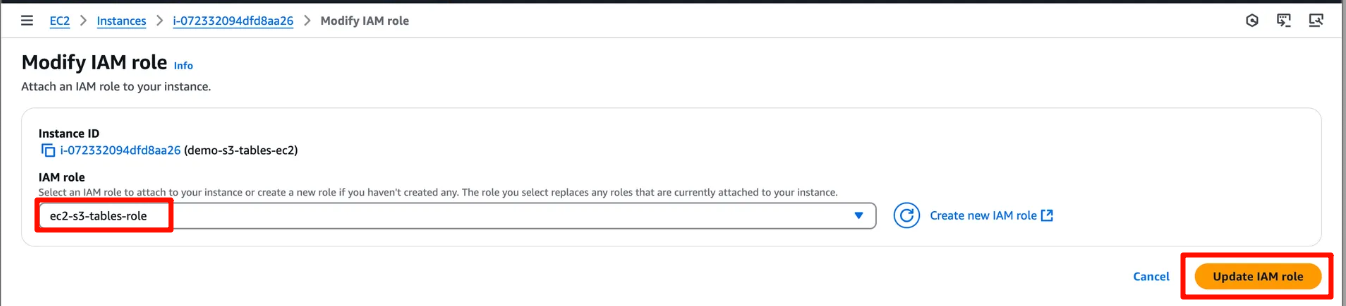 EC2 > Instances > i-072332094dfd8aa26 > Modify IAM role
Modify IAM role Info
Attach an IAM role to your instance.
Instance ID
i-072332094dfd8aa26 (demo-s3-tables-ec2)
IAM role
Select an IAM role to attach to your instance or create a new role if you haven't created any. The role you select replaces any roles that are currently attached to your instance.
ec2-s3-tables-role
Create new IAM role
Cancel
Update IAM role